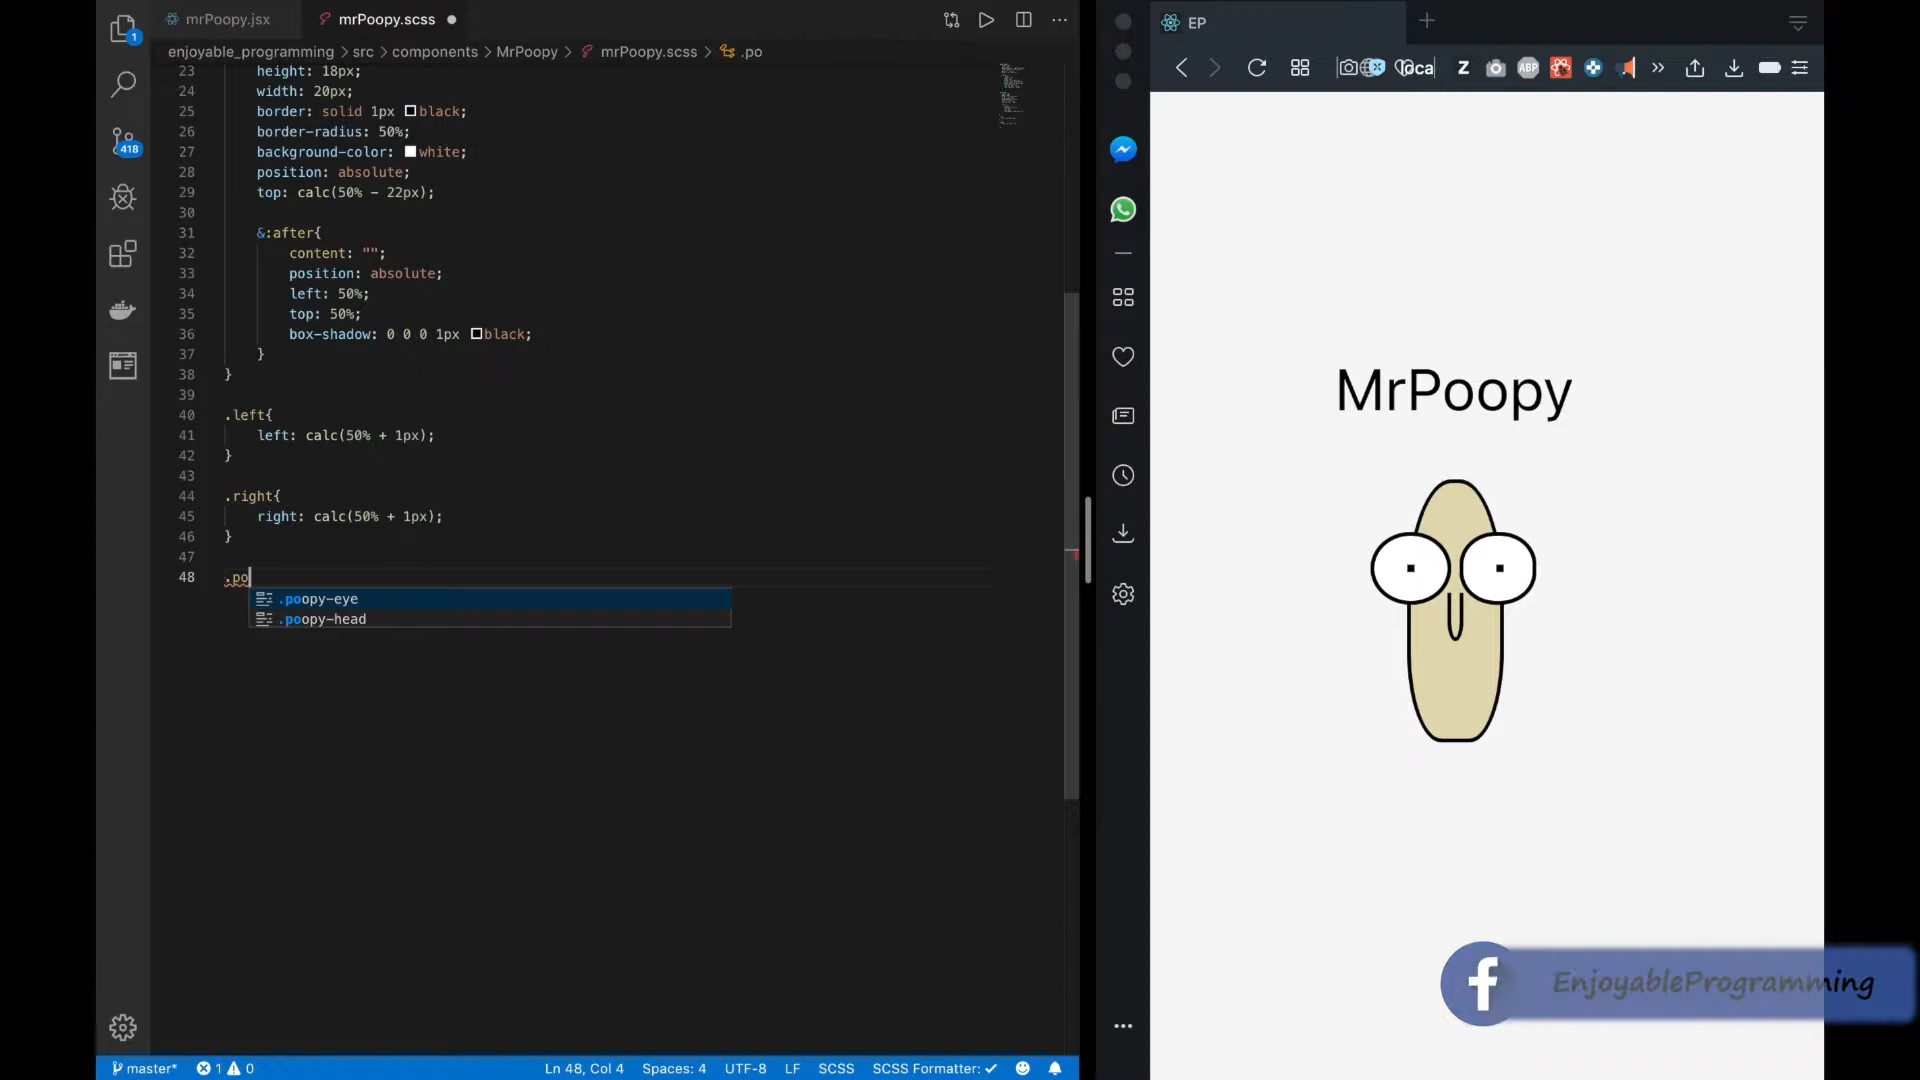 mrPoopy.jsx
mrPoopy.scss
enjoyable_programming > src > components > MrPoopy > mrPoopy.scss > .po
23 height: 18px;
24 width: 20px;
25 border: solid 1px black;
26 border-radius: 50%;
27 background-color: white;
28 position: absolute;
29 top: calc(50% - 22px);
30
31 &:after{
32 content: "";
33 position: absolute;
34 left: 50%;
35 top: 50%;
36 box-shadow: 0 0 0 1px black;
37 }
38 }
39
40 .left{
41 left: calc(50% + 1px);
42 }
43
44 .right{
45 right: calc(50% + 1px);
46 }
47
48 .po
.poopy-eye
.poopy-head
1
418
master* 1 0 Ln 48, Col 4 Spaces: 4 UTF-8 LF SCSS SCSS Formatter: ✓
EP
loca Z ABP
MrPoopy
f EnjoyableProgramming